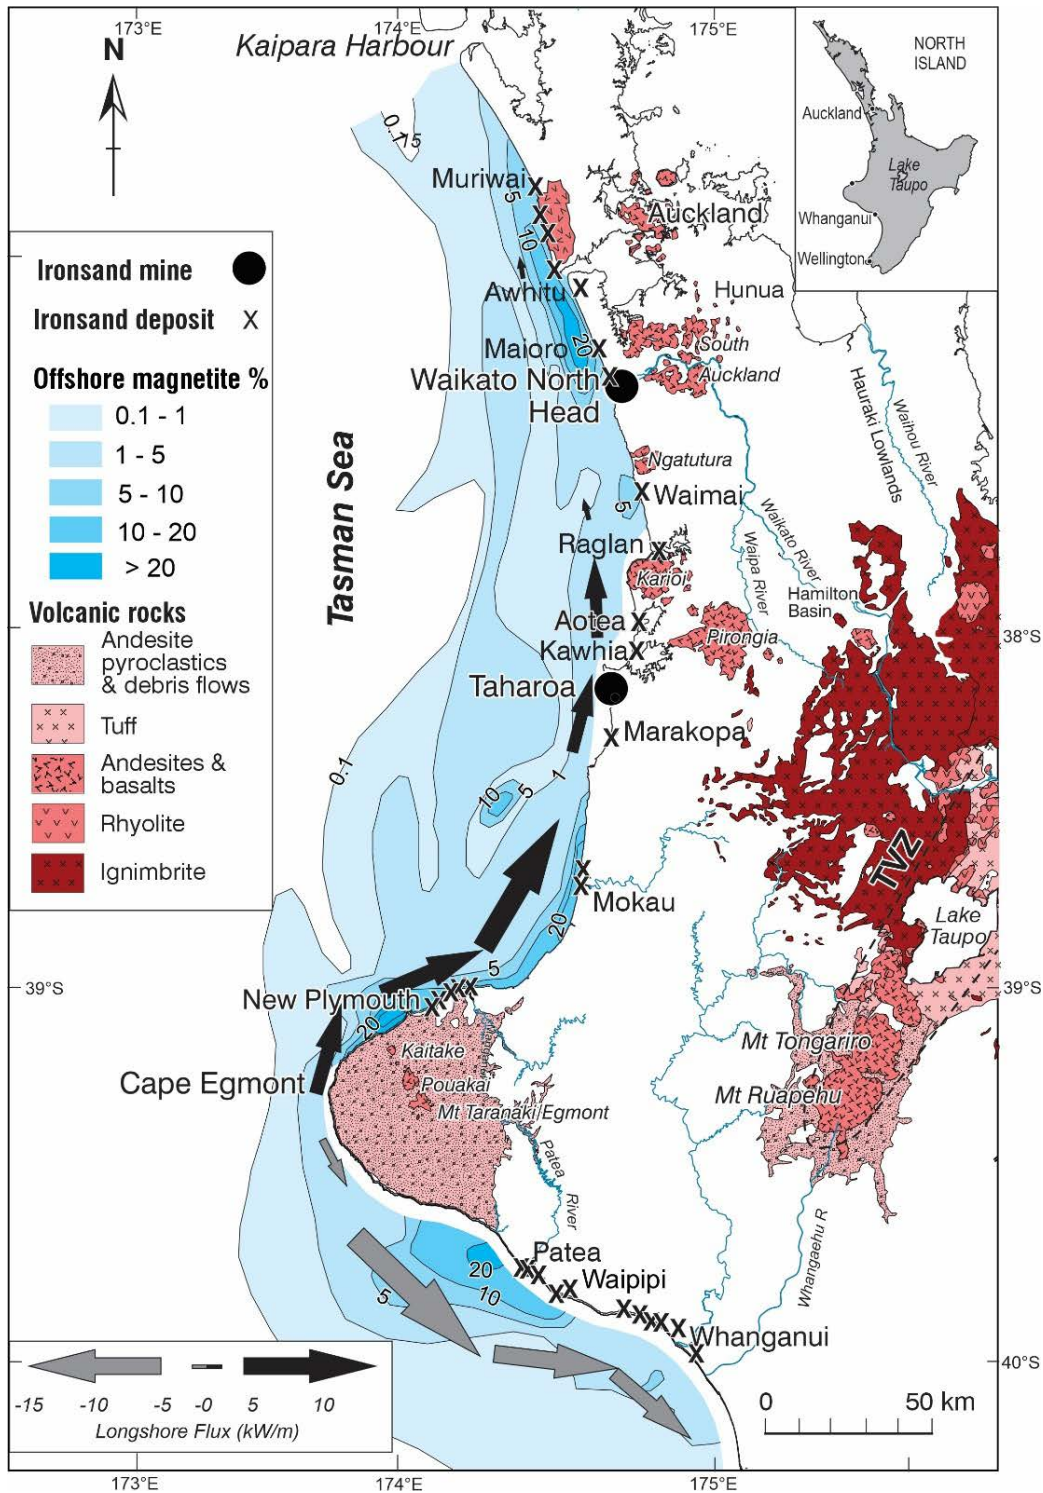 173°E
174°E
175°E
Kaipara Harbour
N
NORTH
ISLAND
Auckland
Lake
Taupo
Whanganui
Wellington
0.1
15
Muriwai
5
Auckland
10
Awhitu
Hunua
Ironsand mine
Ironsand deposit X
Offshore magnetite %
0.1 - 1
1 - 5
5 - 10
10 - 20
> 20
Volcanic rocks
Andesite
pyroclastics
& debris flows
Tuff
Andesites &
basalts
Rhyolite
Ignimbrite
Maioro
20
South
Auckland
Waikato North
Head
Hauraki Lowlands
Waihou River
Tasman Sea
Ngatutura
5
Waimai
Waikato River
Waipa River
Raglan
Karioi
Hamilton
Basin
Aotea
Pirongia
Kawhia
38°S
Taharoa
Marakopa
0.1
1
10
5
TVZ
Mokau
20
Lake
Taupo
5
39°S
New Plymouth
39°S
20
Kaitake
Mt Tongariro
Cape Egmont
Pouakai
Mt Ruapehu
Mt Taranaki/Egmont
Patea
River
Whangaehu R
Patea
20
Waipipi
5
10
Whanganui
40°S
-15 -10 -5 -0 5 10
Longshore Flux (kW/m)
0 50 km
173°E
174°E
175°E